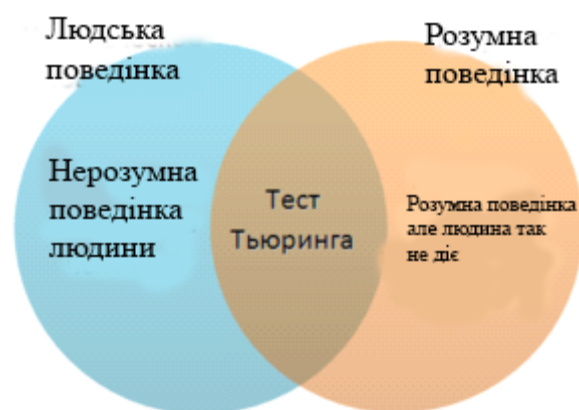 Людська
поведінка
Розумна
поведінка
Нерозумна
поведінка
людини
Тест
Тьюринга
Розумна поведінка
але людина так
не діє